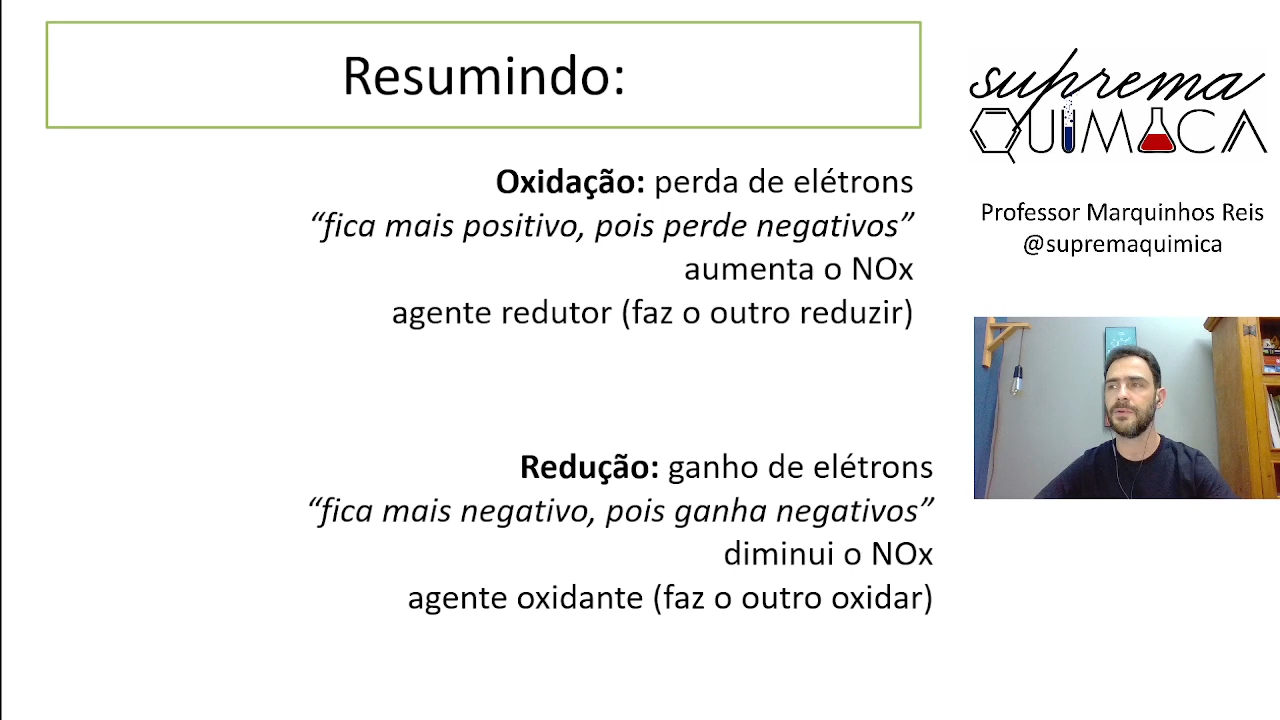 Resumindo:
Oxidação: perda de elétrons
“fica mais positivo, pois perde negativos”
aumenta o NOx
agente redutor (faz o outro reduzir)
Redução: ganho de elétrons
“fica mais negativo, pois ganha negativos”
diminui o NOx
agente oxidante (faz o outro oxidar)
suprema
QUÍMICA
Professor Marquinhos Reis
@supremaquimica